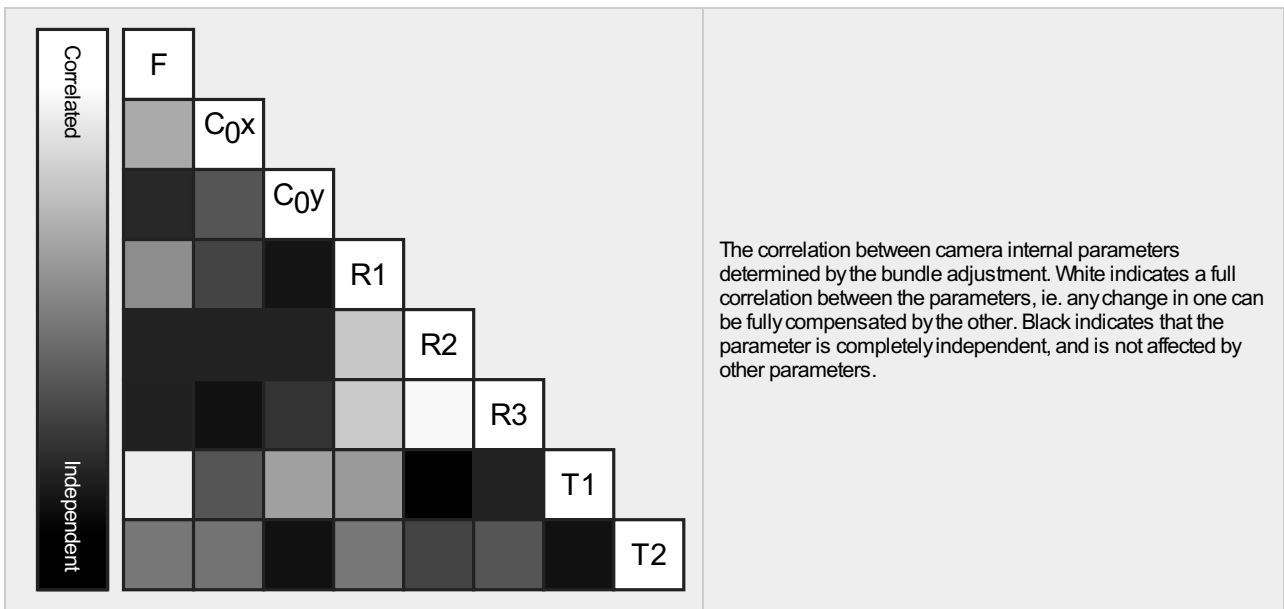 Correlated
Independent
F
C0x
C0y
R1
R2
R3
T1
T2
The correlation between camera internal parameters
determined by the bundle adjustment. White indicates a full
correlation between the parameters, ie. any change in one can
be fully compensated by the other. Black indicates that the
parameter is completely independent, and is not affected by
other parameters.